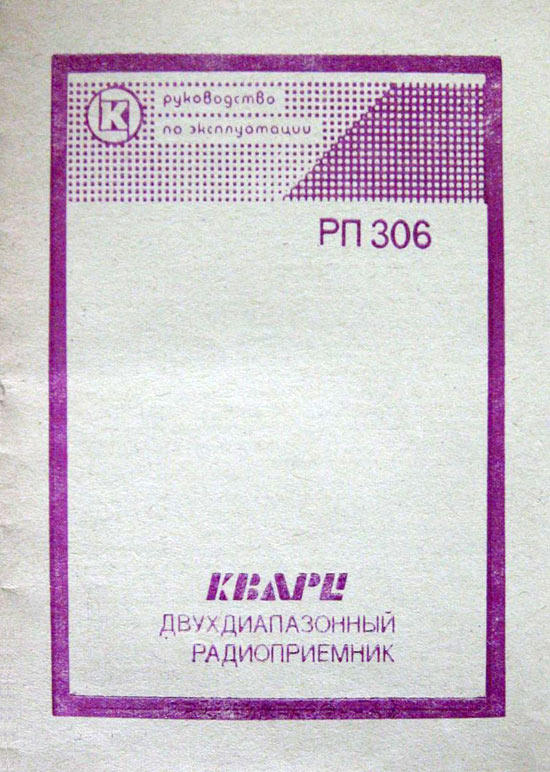 К
руководство
по эксплуатации
РП 306
КВАРЦ
ДВУХДИАПАЗОННЫЙ
РАДИОПРИЕМНИК